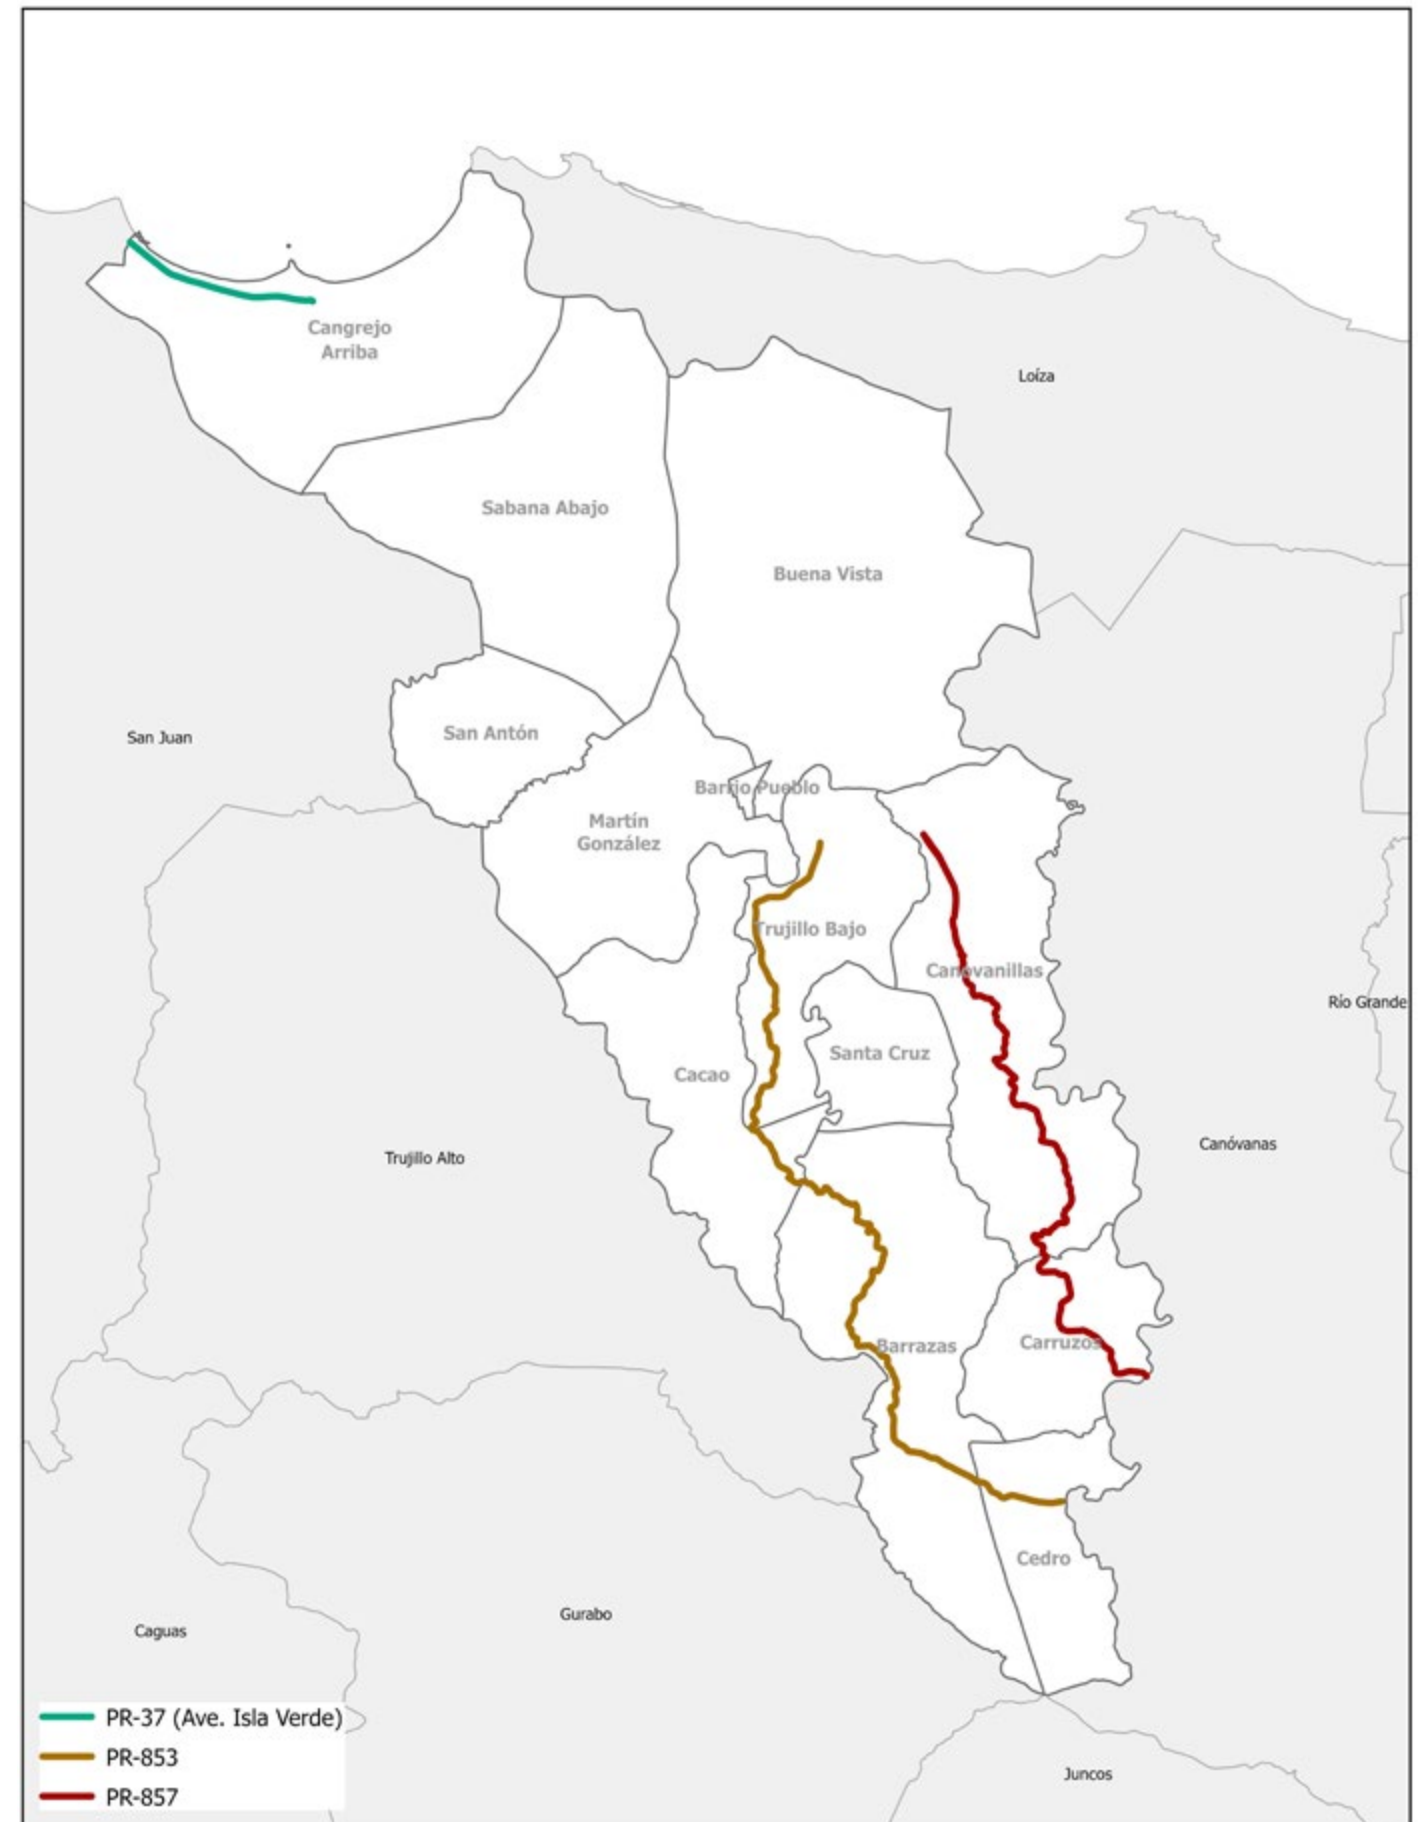 Cangrejo
Arriba
Loíza
Sabana Abajo
Buena Vista
San Juan
San Antón
Barrio Pueblo
Martín
González
Trujillo Bajo
Canovanillas
Río Grande
Santa Cruz
Cacao
Canóvanas
Trujillo Alto
Barrazas
Carruzos
Cedro
Gurabo
Caguas
PR-37 (Ave. Isla Verde)
PR-853
Juncos
PR-857